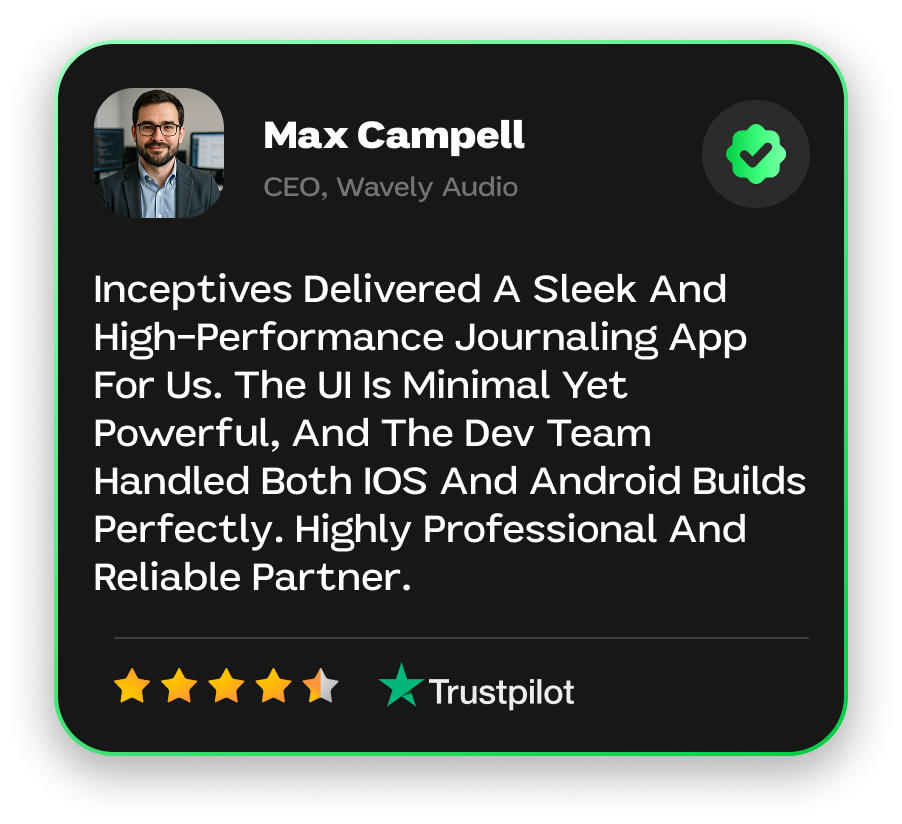 Max Campell
CEO, Wavely Audio
Inceptives Delivered A Sleek And
High-Performance Journaling App
For Us. The UI Is Minimal Yet
Powerful, And The Dev Team
Handled Both IOS And Android Builds
Perfectly. Highly Professional And
Reliable Partner.
Trustpilot